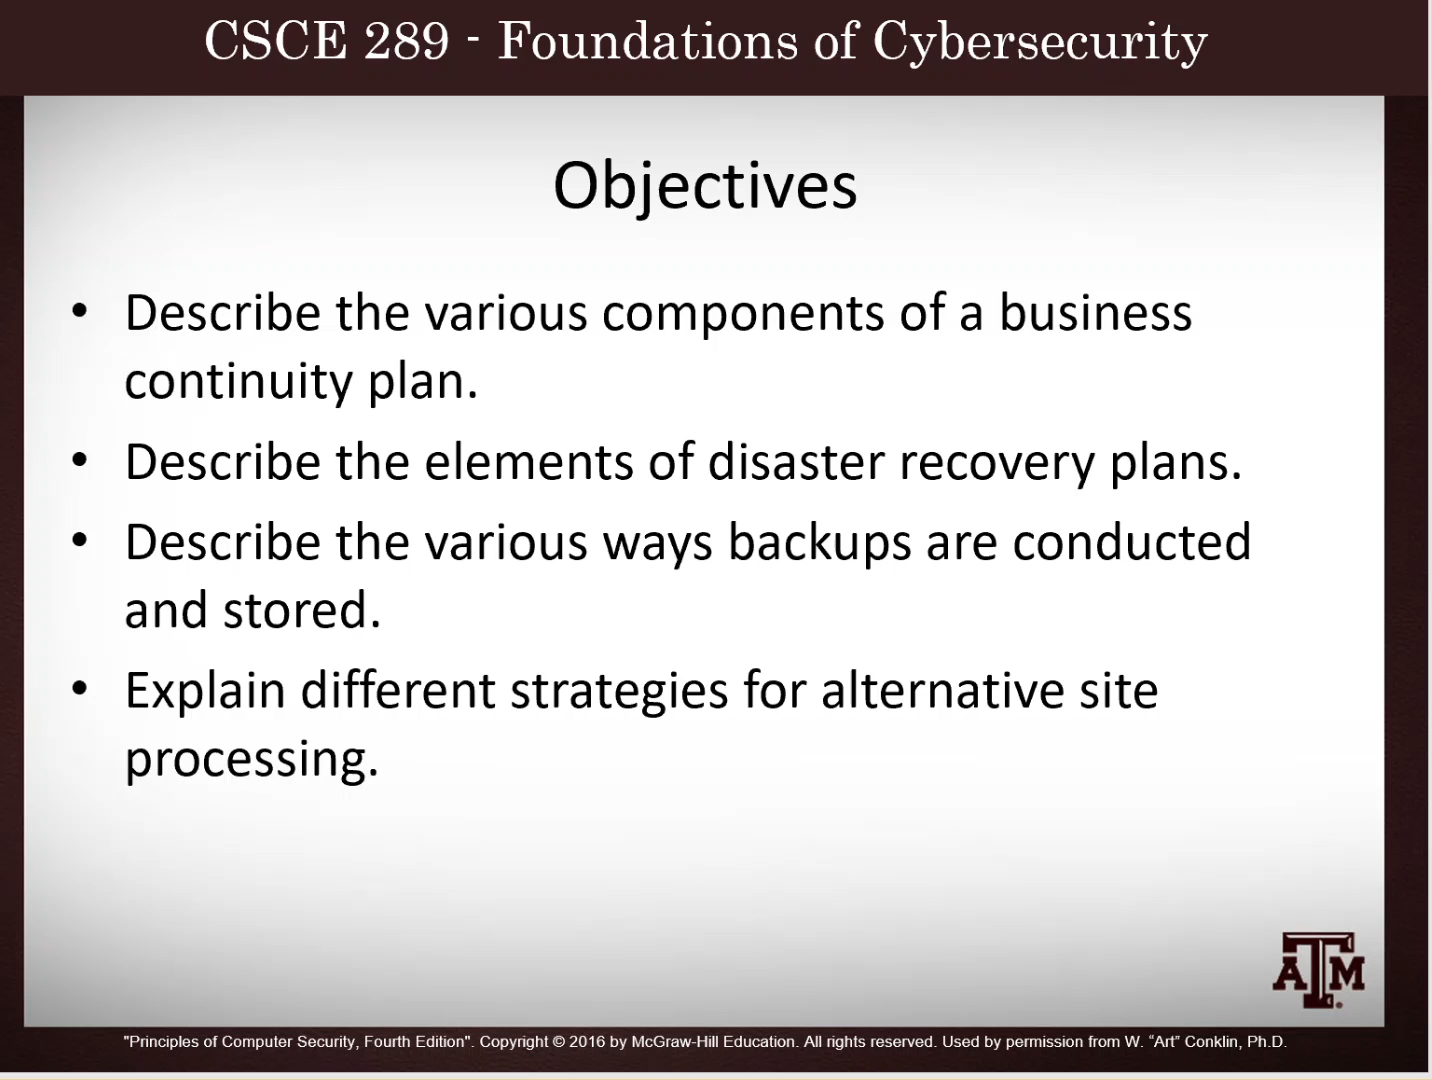 CSCE 289 - Foundations of Cybersecurity
Objectives
• Describe the various components of a business
continuity plan.
• Describe the elements of disaster recovery plans.
• Describe the various ways backups are conducted
and stored.
• Explain different strategies for alternative site
processing.
ATM
"Principles of Computer Security, Fourth Edition". Copyright © 2016 by McGraw-Hill Education. All rights reserved. Used by permission from W. “Art” Conklin, Ph.D.